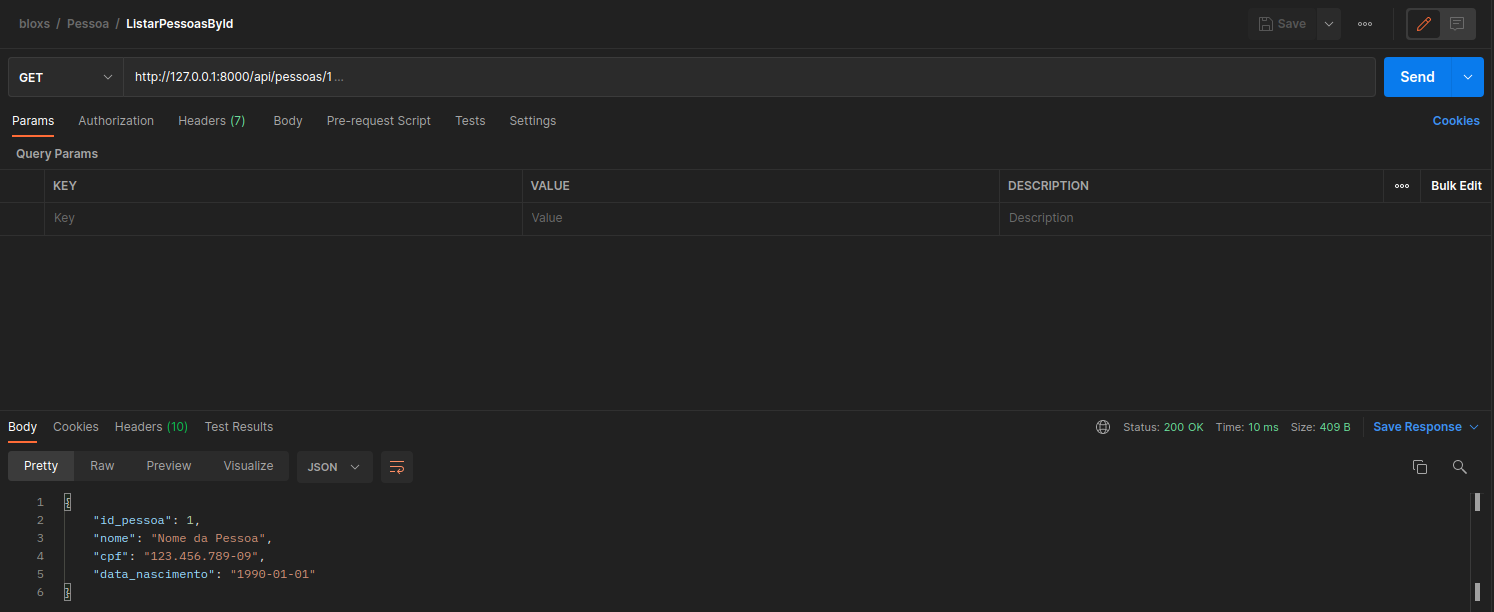 bloxs / Pessoa / ListarPessoasById
Save
GET http://127.0.0.1:8000/api/pessoas/1 ... Send
Params Authorization Headers (7) Body Pre-request Script Tests Settings Cookies
Query Params
KEY VALUE DESCRIPTION Bulk Edit
Key Value Description
Body Cookies Headers (10) Test Results Status: 200 OK Time: 10 ms Size: 409 B Save Response
Pretty Raw Preview Visualize JSON
1 {
2 "id_pessoa": 1,
3 "nome": "Nome da Pessoa",
4 "cpf": "123.456.789-09",
5 "data_nascimento": "1990-01-01"
6 }